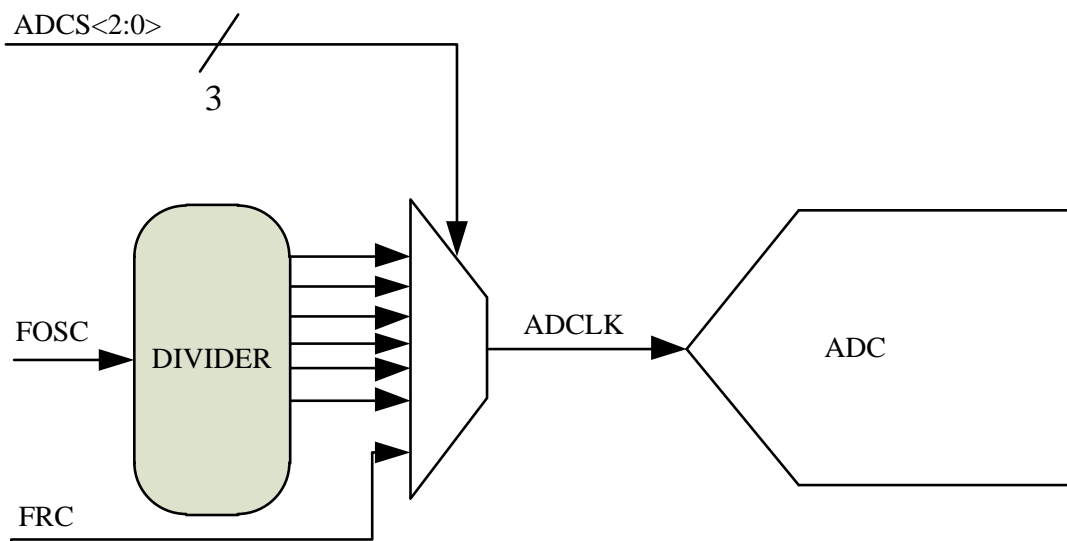 ADCS<2:0>
3
FOSC
DIVIDER
ADCLK
ADC
FRC